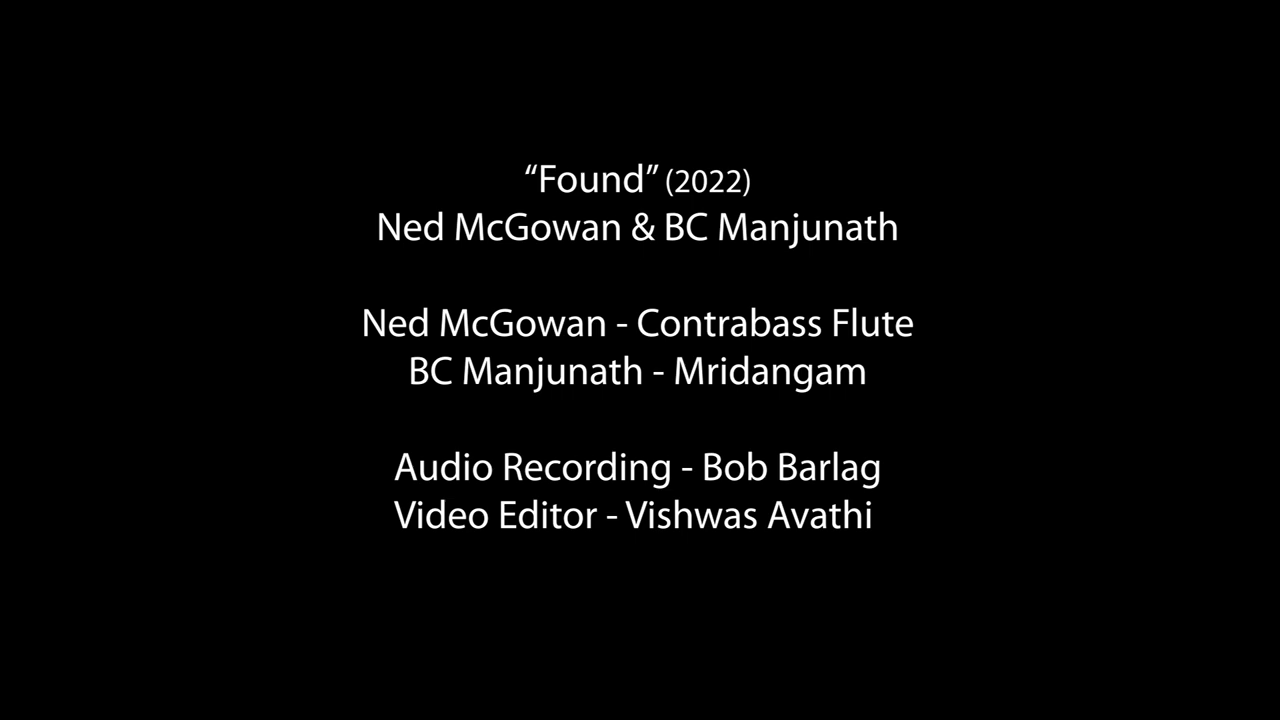 “Found” (2022)
Ned McGowan & BC Manjunath
Ned McGowan - Contrabass Flute
BC Manjunath - Mridangam
Audio Recording - Bob Barlag
Video Editor - Vishwas Avathi